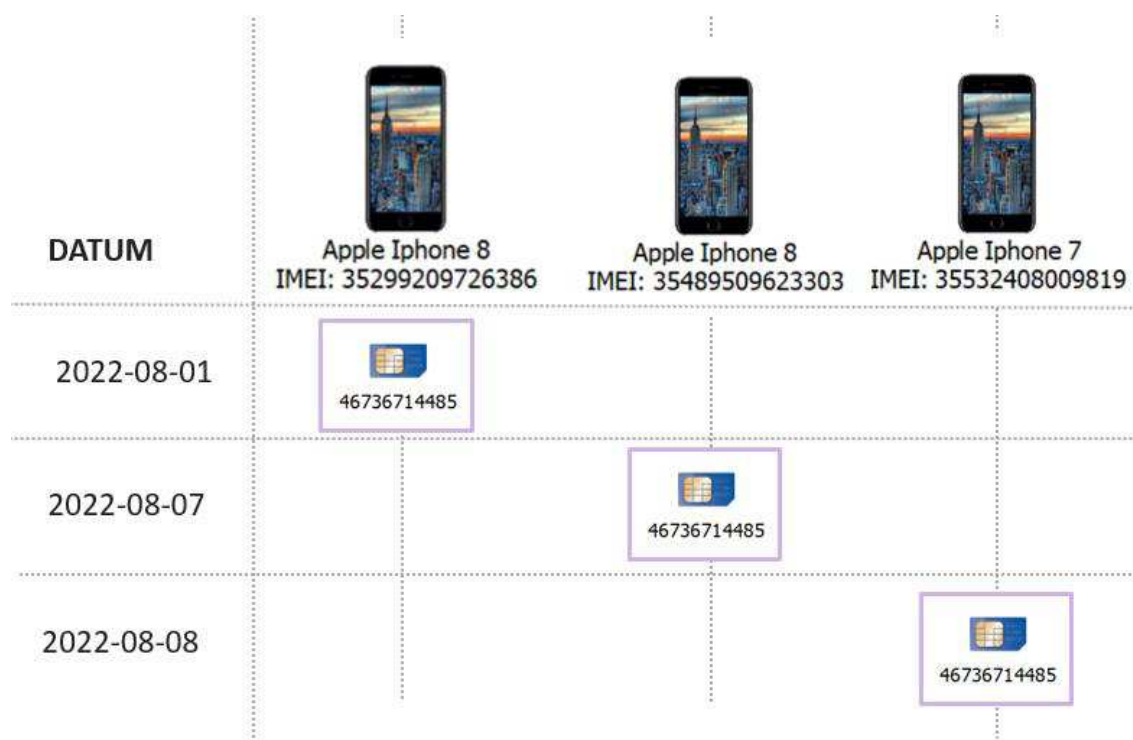 DATUM
Apple Iphone 8
IMEI: 35299209726386
Apple Iphone 8
IMEI: 35489509623303
Apple Iphone 7
IMEI: 35532408009819
2022-08-01
46736714485
2022-08-07
46736714485
2022-08-08
46736714485